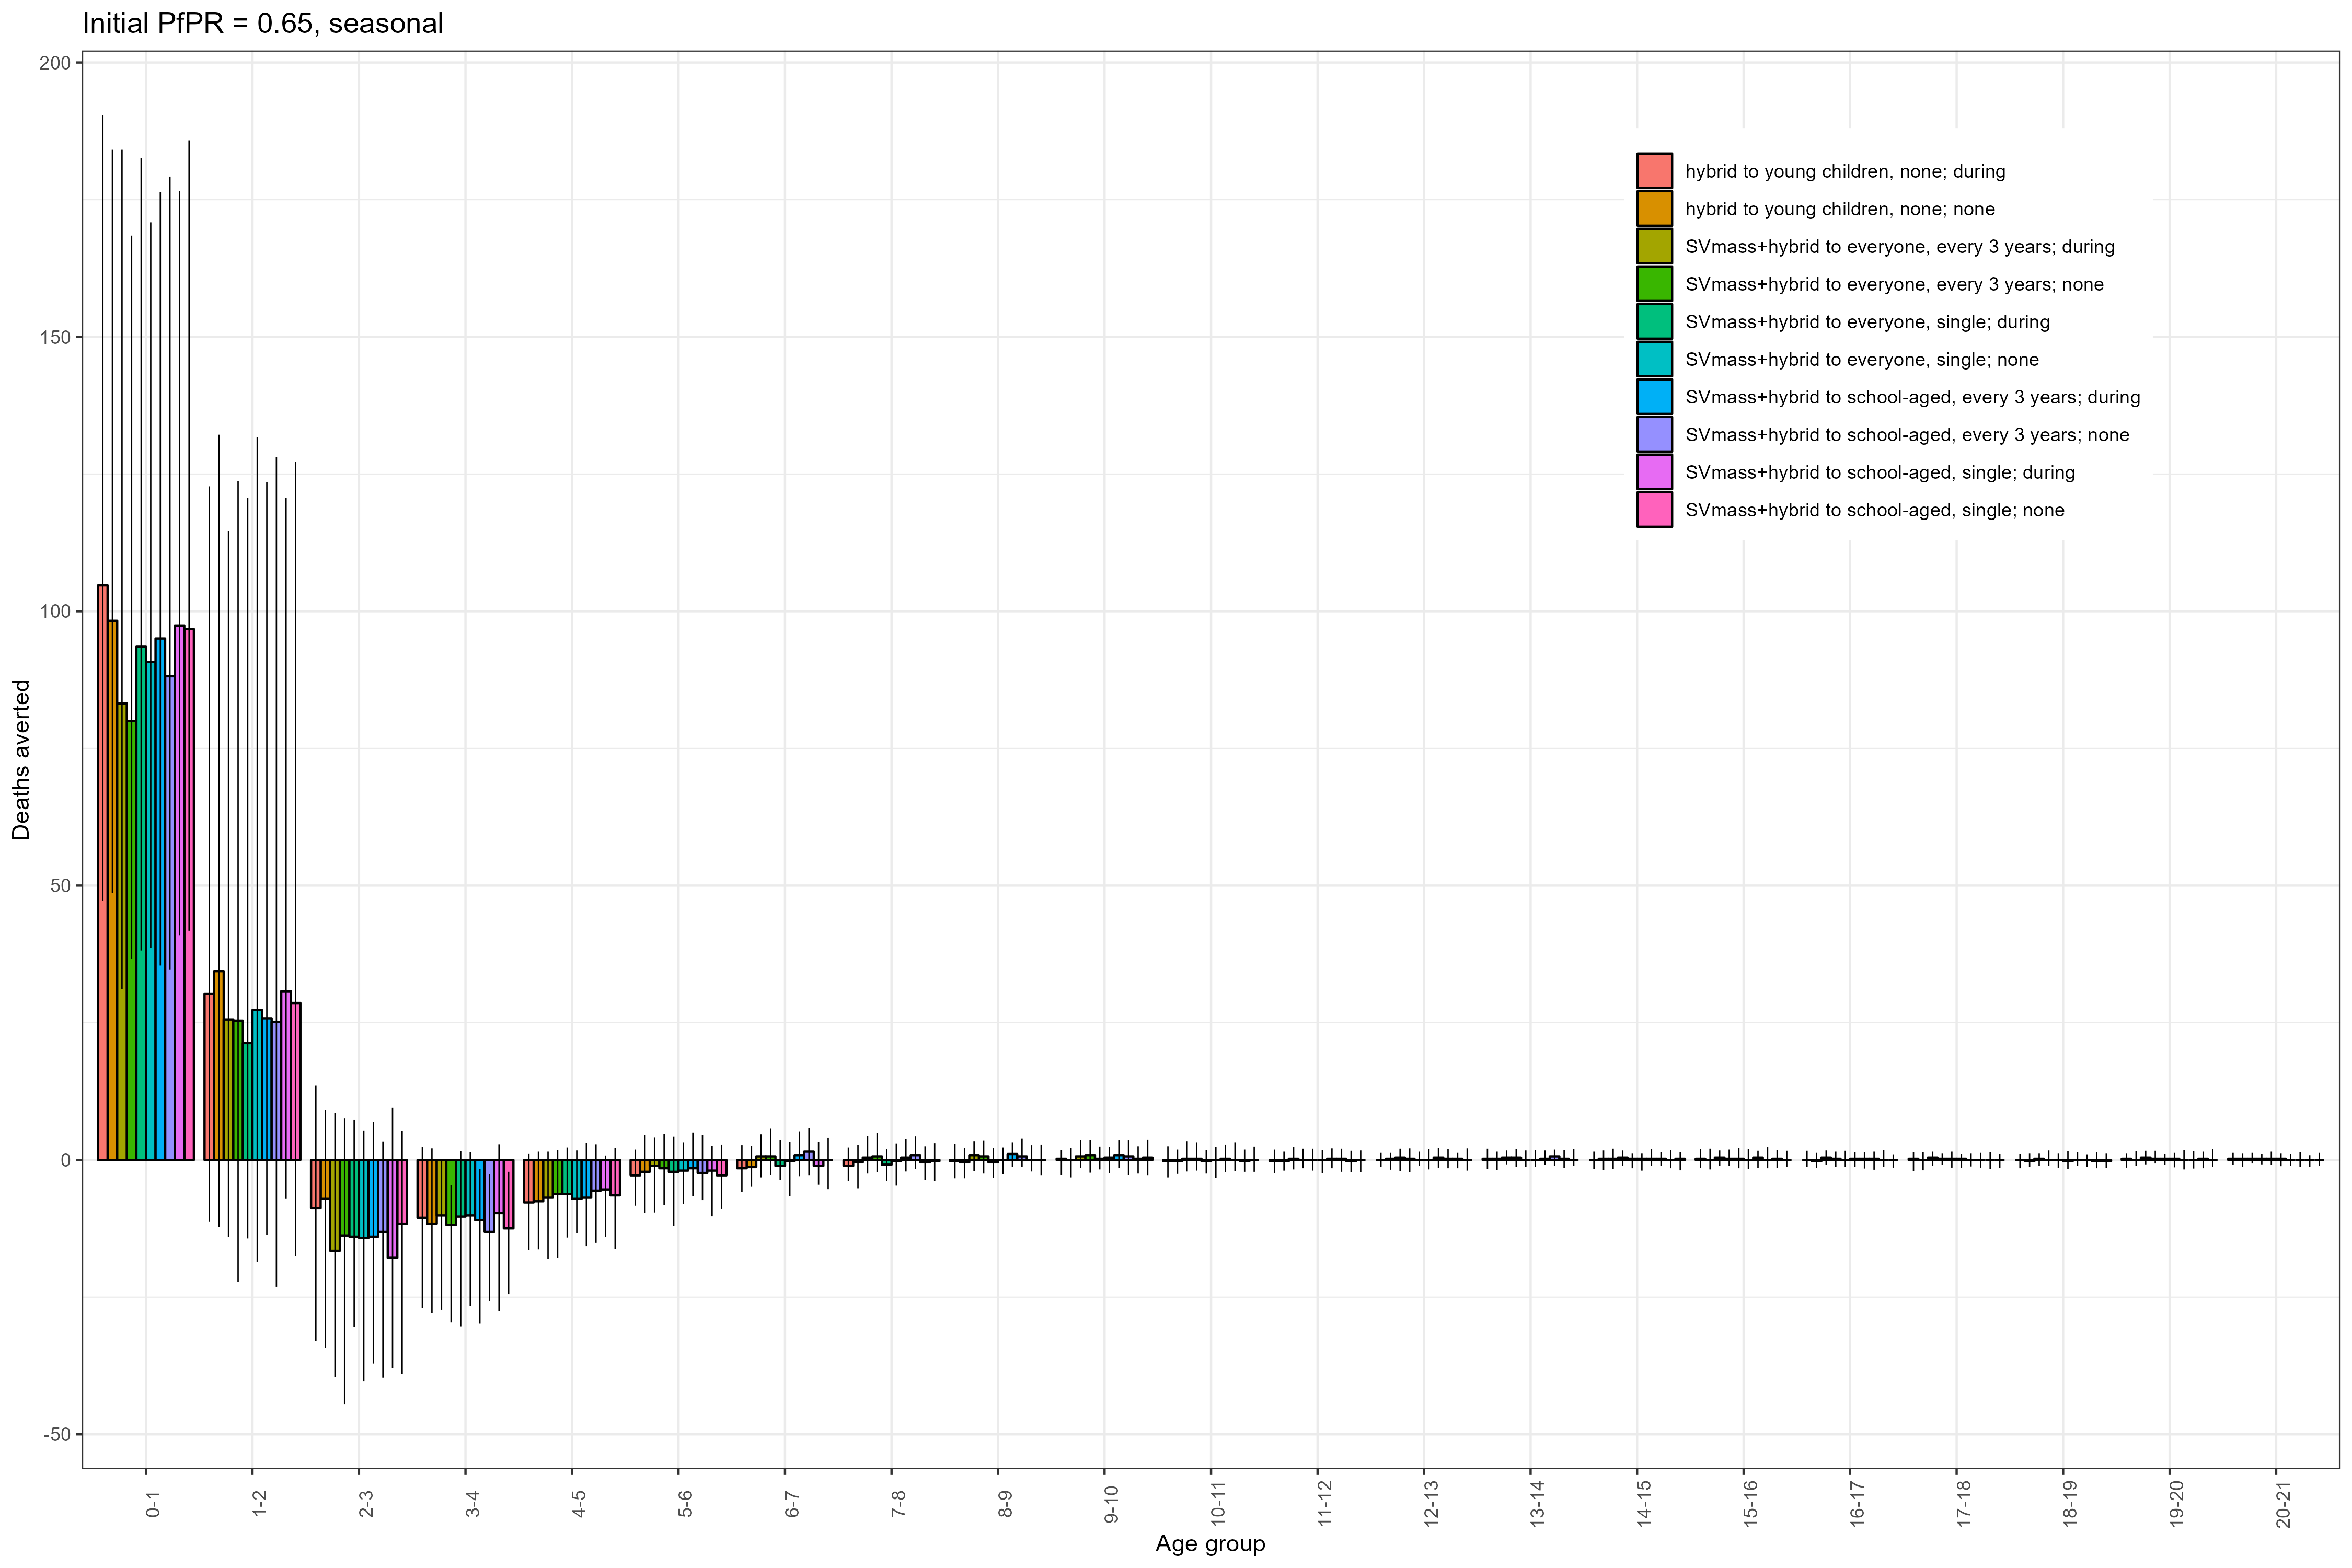 Initial PfPR = 0.65, seasonal
200
150
100
50
0
-50
Deaths averted
hybrid to young children, none; during
hybrid to young children, none; none
SVmass+hybrid to everyone, every 3 years; during
SVmass+hybrid to everyone, every 3 years; none
SVmass+hybrid to everyone, single; during
SVmass+hybrid to everyone, single; none
SVmass+hybrid to school-aged, every 3 years; during
SVmass+hybrid to school-aged, every 3 years; none
SVmass+hybrid to school-aged, single; during
SVmass+hybrid to school-aged, single; none
0-1
1-2
2-3
3-4
4-5
5-6
6-7
7-8
8-9
9-10
10-11
11-12
12-13
13-14
14-15
15-16
16-17
17-18
18-19
19-20
20-21
Age group